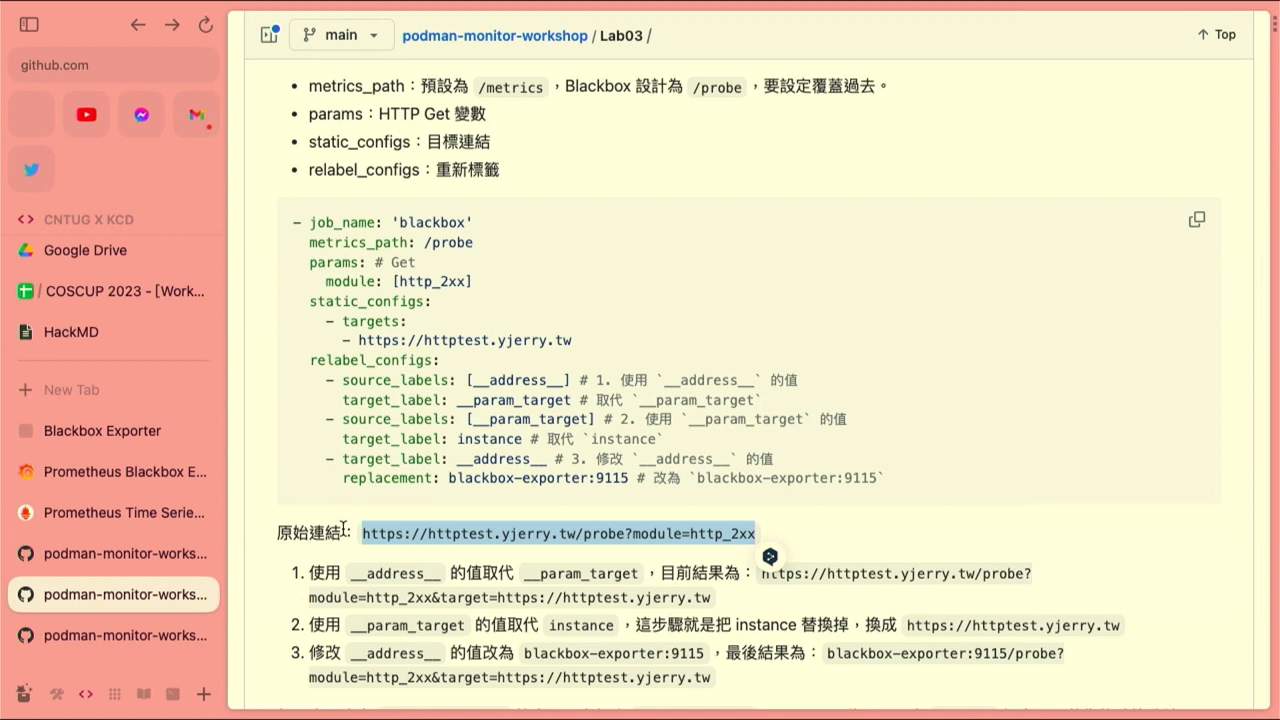 github.com
CNTUG X KCD
Google Drive
/ COSCUP 2023 - [Work...
HackMD
New Tab
Blackbox Exporter
Prometheus Blackbox E...
Prometheus Time Serie...
podman-monitor-works...
podman-monitor-works...
podman-monitor-works...
main
podman-monitor-workshop / Lab03 /
Top
• metrics_path：預設為 /metrics ，Blackbox 設計為 /probe ，要設定覆蓋過去。
• params：HTTP Get 變數
• static_configs：目標連結
• relabel_configs：重新標籤
- job_name: 'blackbox'
metrics_path: /probe
params: # Get
module: [http_2xx]
static_configs:
- targets:
- https://httptest.yjerry.tw
relabel_configs:
- source_labels: [__address__] # 1. 使用 `__address__` 的值
target_label: __param_target # 取代 `__param_target`
- source_labels: [__param_target] # 2. 使用 `__param_target` 的值
target_label: instance # 取代 `instance`
- target_label: __address__ # 3. 修改 `__address__` 的值
replacement: blackbox-exporter:9115 # 改為 `blackbox-exporter:9115`
原始連結： https://httptest.yjerry.tw/probe?module=http_2xx
1. 使用 __address__ 的值取代 __param_target ，目前結果為： https://httptest.yjerry.tw/probe?
module=http_2xx&target=https://httptest.yjerry.tw
2. 使用 __param_target 的值取代 instance ，這步驟就是把 instance 替換掉，換成 https://httptest.yjerry.tw
3. 修改 __address__ 的值改為 blackbox-exporter:9115 ，最後結果為： blackbox-exporter:9115/probe?
module=http_2xx&target=https://httptest.yjerry.tw